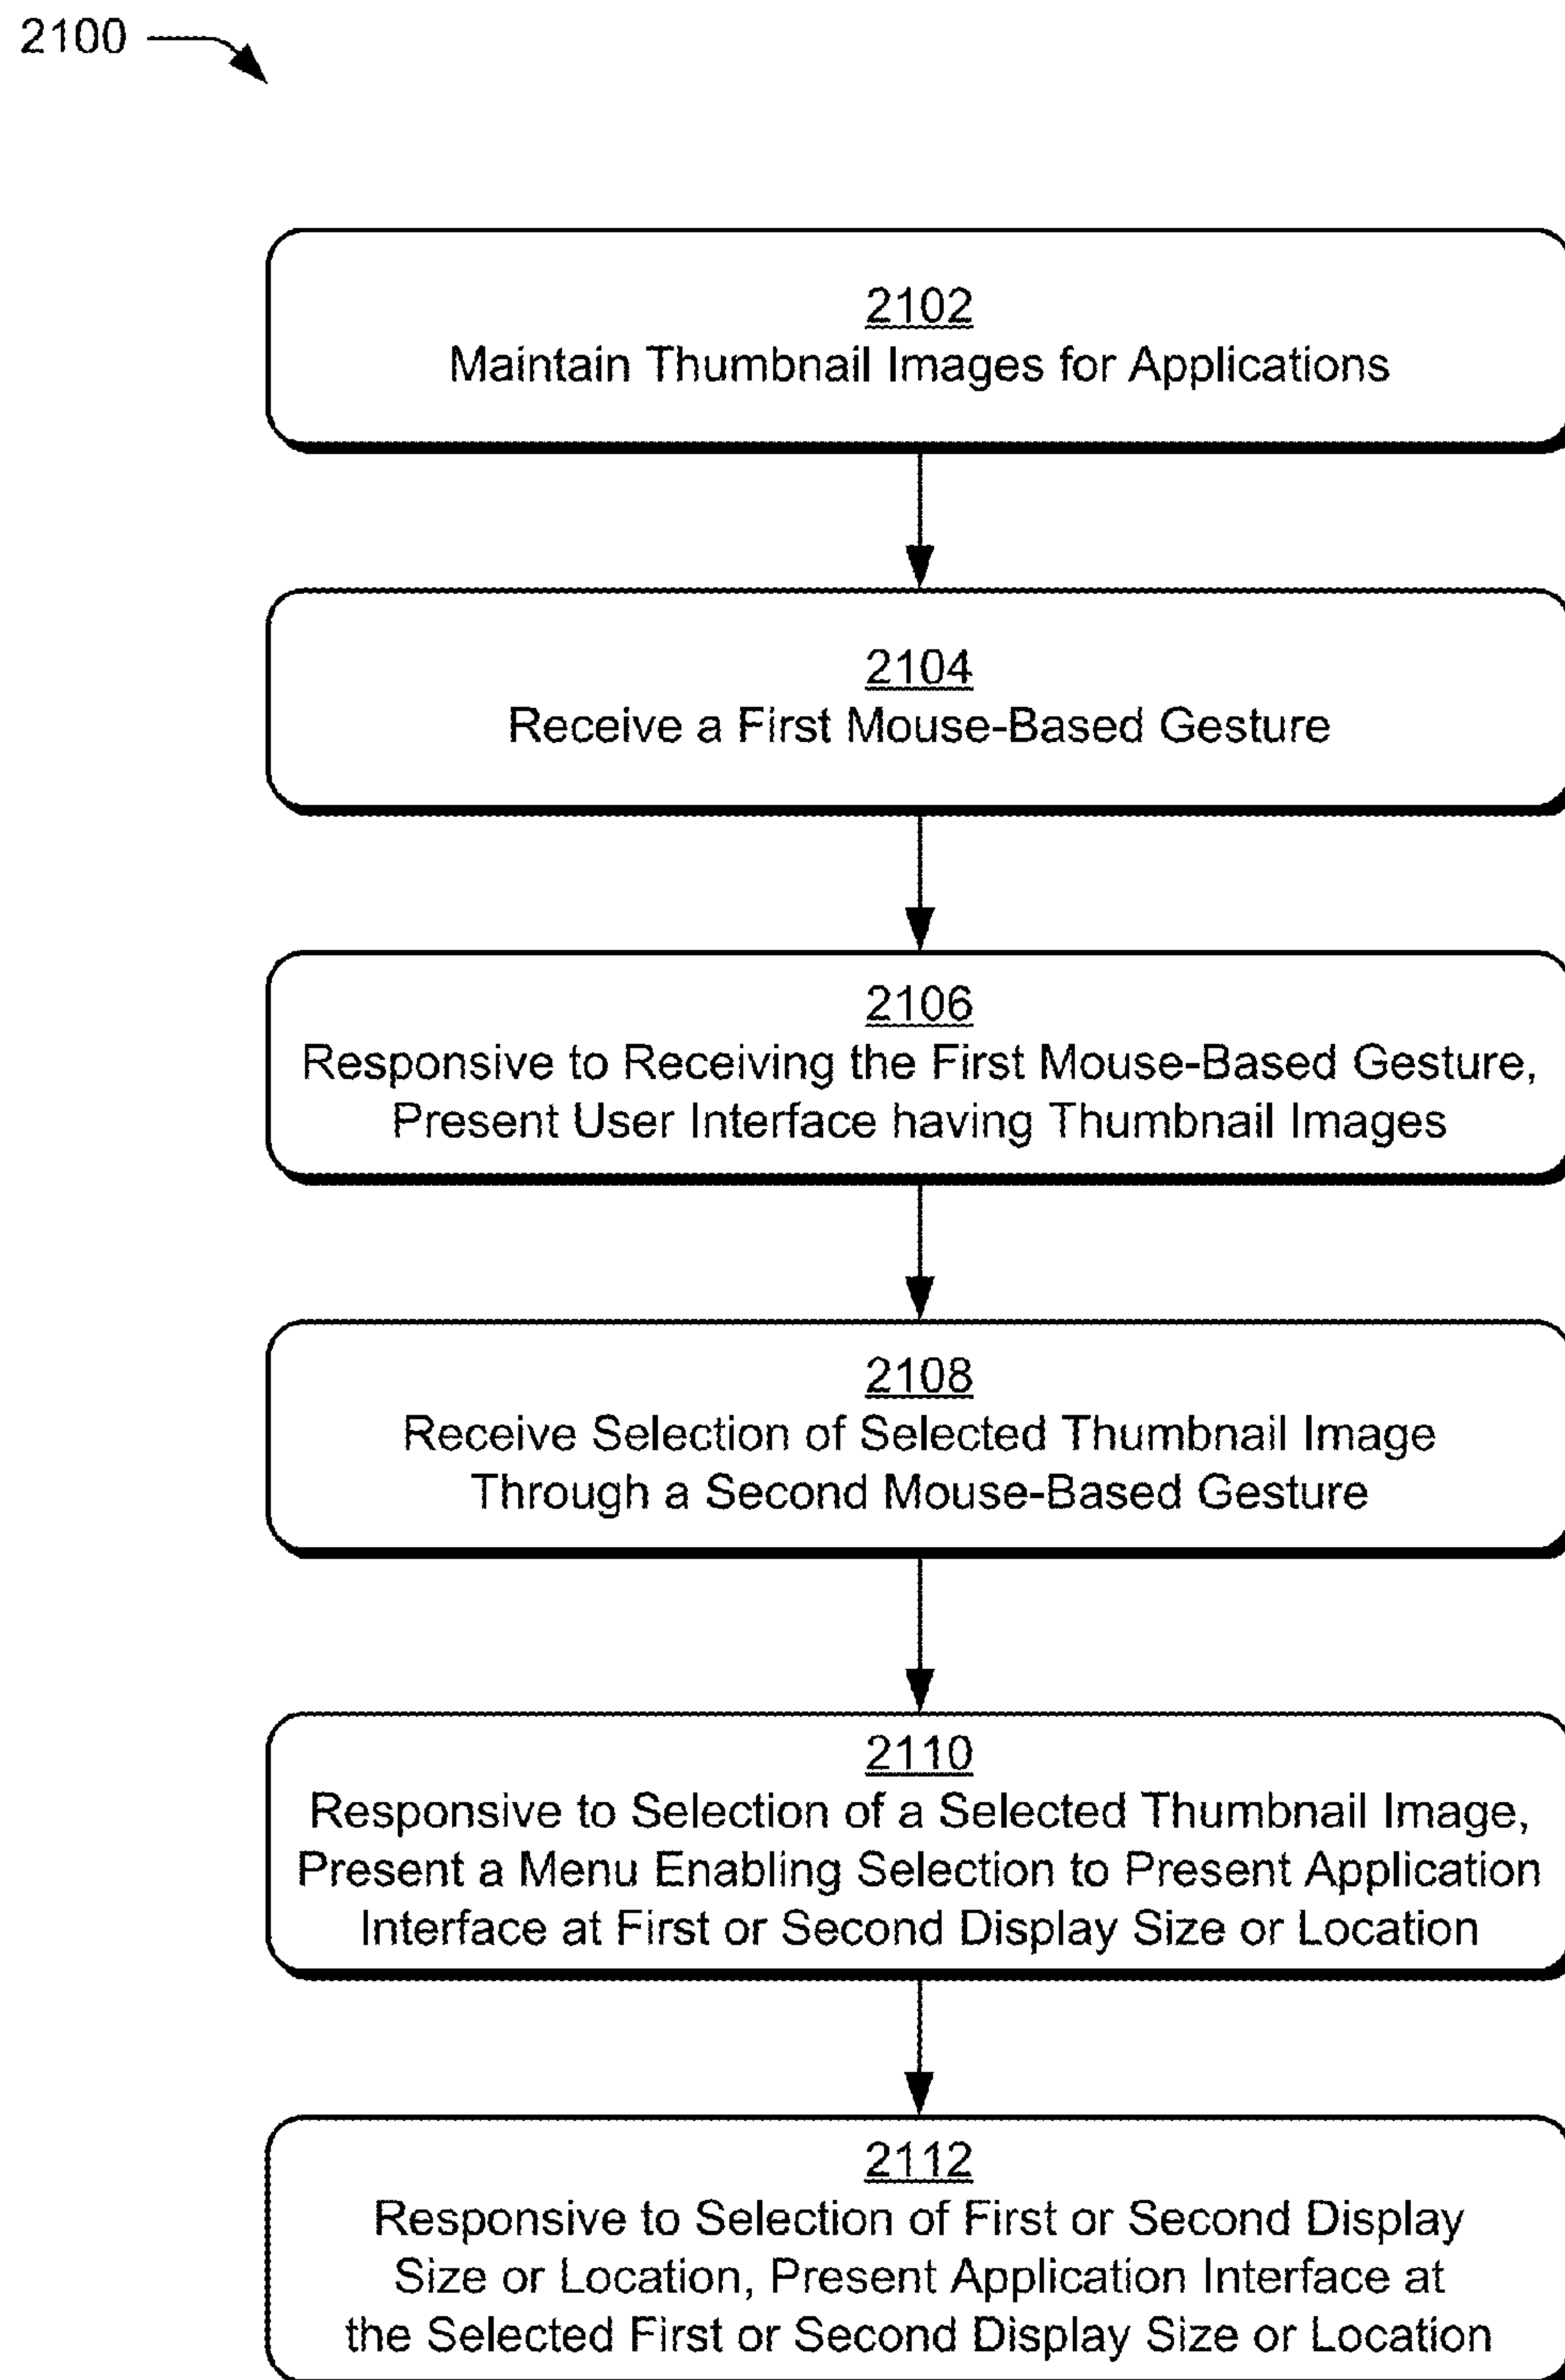 2100
2102
Maintain Thumbnail Images for Applications
2104
Receive a First Mouse-Based Gesture
2106
Responsive to Receiving the First Mouse-Based Gesture,
Present User Interface having Thumbnail Images
2108
Receive Selection of Selected Thumbnail Image
Through a Second Mouse-Based Gesture
2110
Responsive to Selection of a Selected Thumbnail Image,
Present a Menu Enabling Selection to Present Application
Interface at First or Second Display Size or Location
2112
Responsive to Selection of First or Second Display
Size or Location, Present Application Interface at
the Selected First or Second Display Size or Location